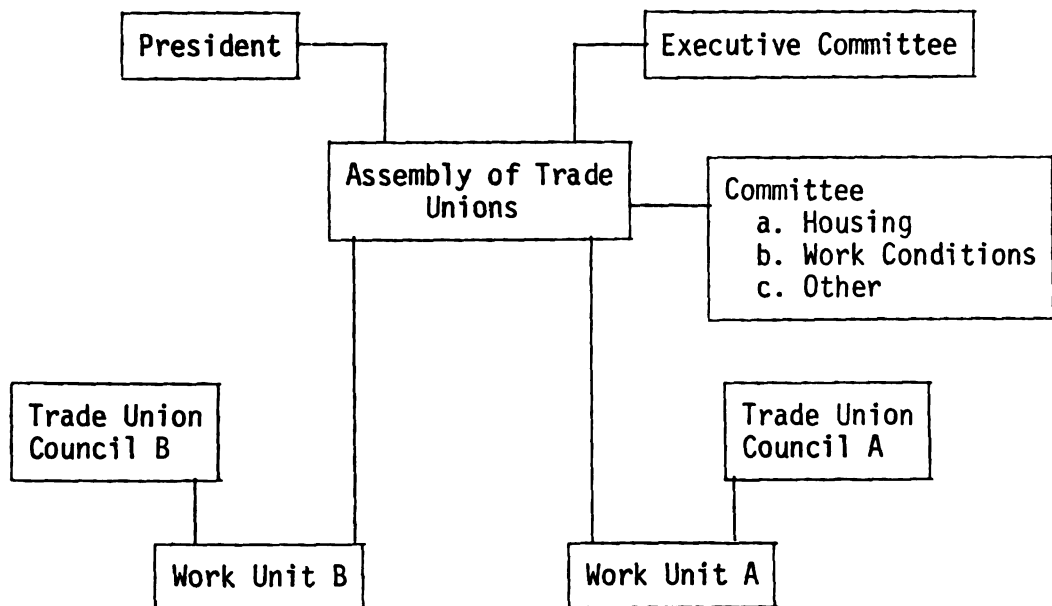 President
Executive Committee
Assembly of Trade
Unions
Committee
a. Housing
b. Work Conditions
c. Other
Trade Union
Council B
Trade Union
Council A
Work Unit B
Work Unit A